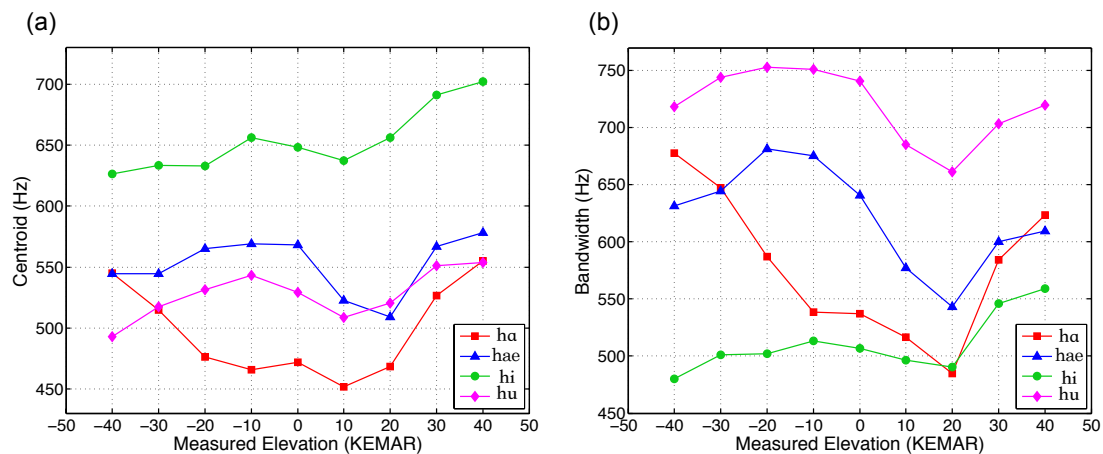 (a)
Centroid (Hz)
700
650
600
550
500
450
−50 −40 −30 −20 −10 0 10 20 30 40 50
Measured Elevation (KEMAR)
hɑ
hae
hi
hu
(b)
Bandwidth (Hz)
750
700
650
600
550
500
450
−50 −40 −30 −20 −10 0 10 20 30 40 50
Measured Elevation (KEMAR)
hɑ
hae
hi
hu